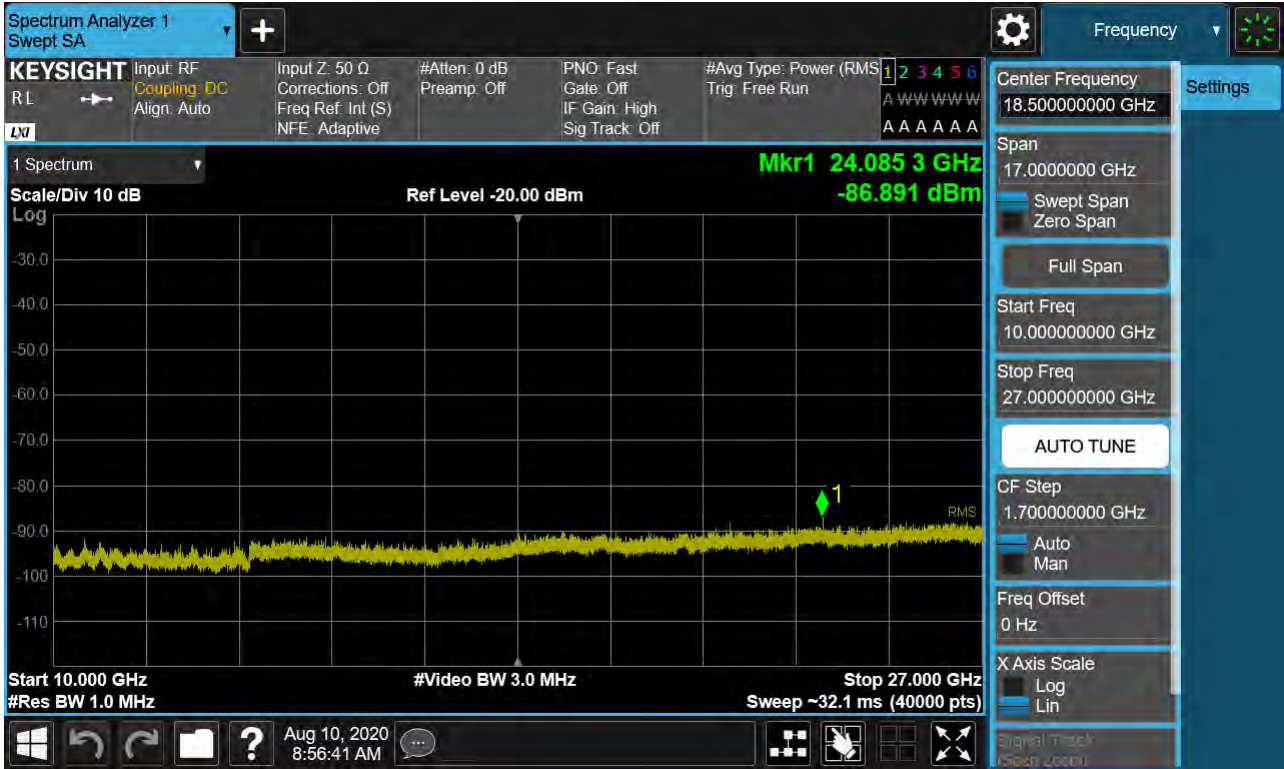 Spectrum Analyzer 1
Swept SA
+
Frequency
KEYSIGHT
R L
LXI
Input: RF
Coupling: DC
Align: Auto
Input Z: 50 Ω
Corrections: Off
Freq Ref: Int (S)
NFE: Adaptive
#Atten: 0 dB
Preamp: Off
PNO: Fast
Gate: Off
IF Gain: High
Sig Track: Off
#Avg Type: Power (RMS
Trig: Free Run
1 2 3 4 5 6
A W W W W W
A A A A A A
1 Spectrum
Scale/Div 10 dB
Ref Level -20.00 dBm
Mkr1 24.085 3 GHz
-86.891 dBm
Log
-30.0
-40.0
-50.0
-60.0
-70.0
-80.0
-90.0
-100
-110
1
RMS
Start 10.000 GHz
#Video BW 3.0 MHz
Stop 27.000 GHz
#Res BW 1.0 MHz
Sweep ~32.1 ms (40000 pts)
Center Frequency
18.500000000 GHz
Settings
Span
17.0000000 GHz
Swept Span
Zero Span
Full Span
Start Freq
10.000000000 GHz
Stop Freq
27.000000000 GHz
AUTO TUNE
CF Step
1.700000000 GHz
Auto
Man
Freq Offset
0 Hz
X Axis Scale
Log
Lin
Signal Track
(Span Zoom)
?
Aug 10, 2020
8:56:41 AM